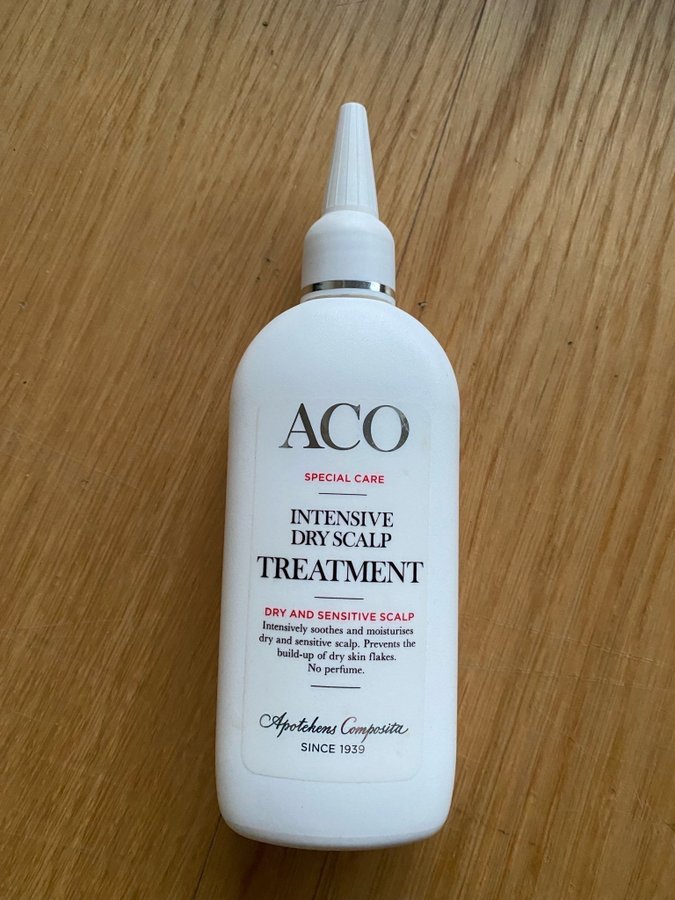 ACO
SPECIAL CARE
INTENSIVE
DRY SCALP
TREATMENT
DRY AND SENSITIVE SCALP
Intensively soothes and moisturises
dry and sensitive scalp. Prevents the
build-up of dry skin flakes.
No perfume.
Apotekens Composita
SINCE 1939